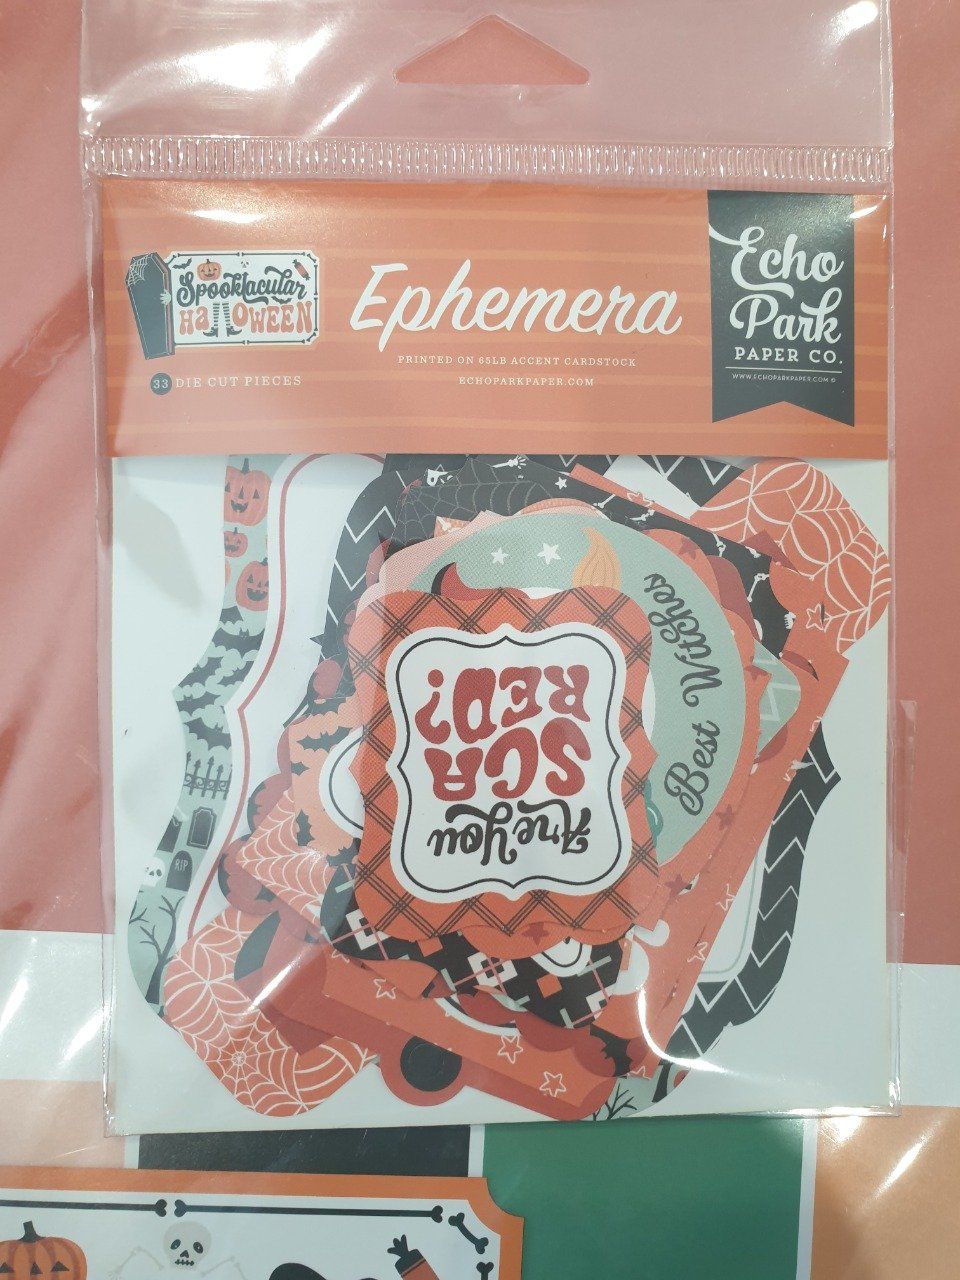 Spooktacular
HALLOWEEN
Ephemera
PRINTED ON 65LB ACCENT CARDSTOCK
33 DIE CUT PIECES
ECHOPARKPAPER.COM
Echo
Park
PAPER CO.
WWW.ECHOPARKPAPER.COM ©
Best Witches
Are You
SCA
RED?
RIP